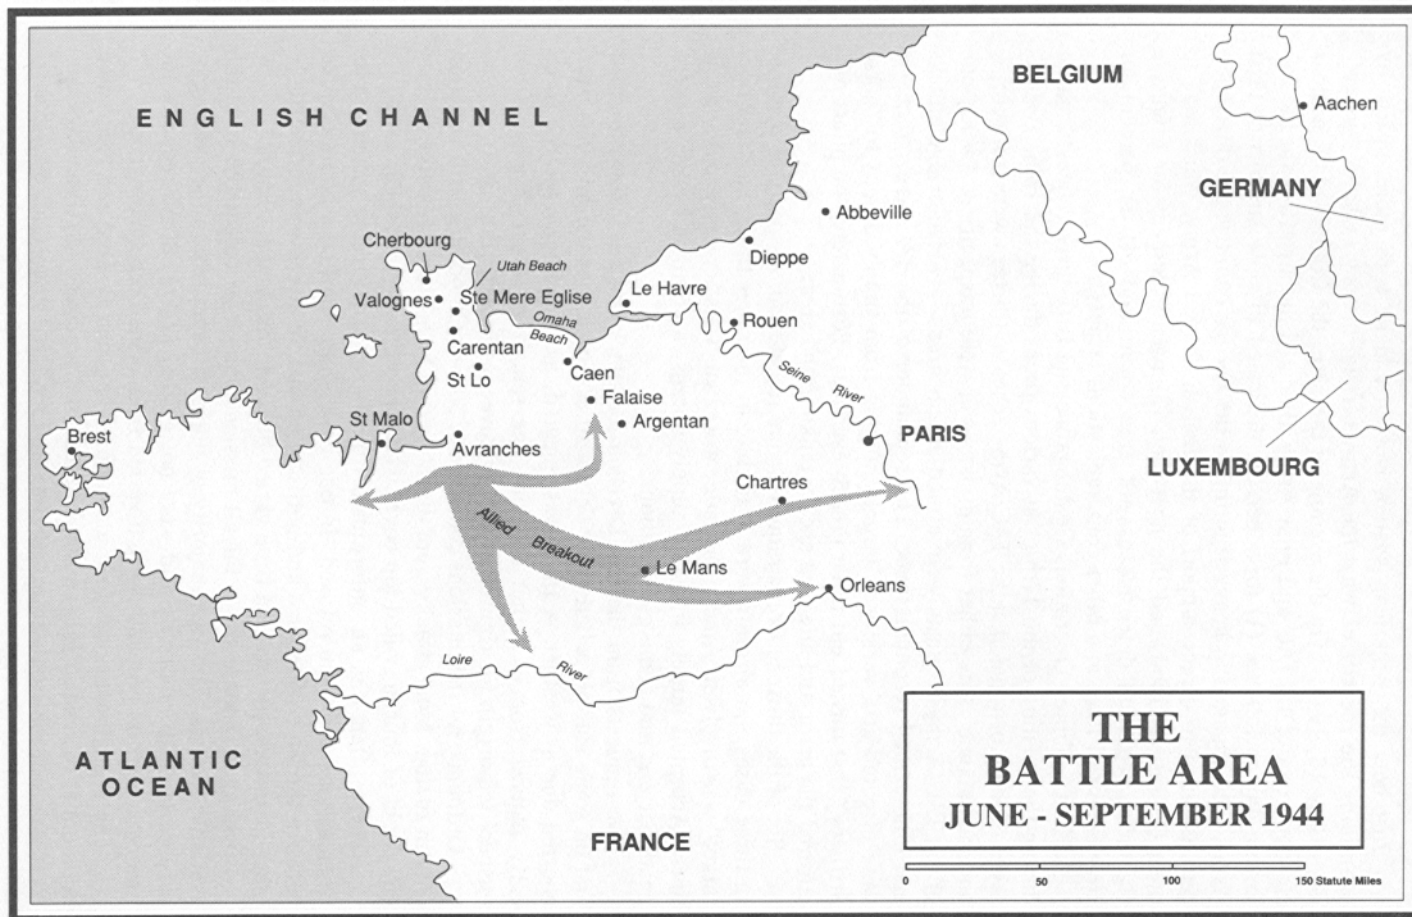 BELGIUM
Aachen
ENGLISH CHANNEL
GERMANY
Abbeville
Cherbourg
Dieppe
Utah Beach
Valognes
Ste Mere Eglise
Le Havre
Omaha
Beach
Rouen
Carentan
Caen
St Lo
Seine River
Falaise
St Malo
Argentan
Brest
Avranches
PARIS
LUXEMBOURG
Chartres
Allied Breakout
Le Mans
Orleans
Loire River
ATLANTIC
OCEAN
FRANCE
THE
BATTLE AREA
JUNE - SEPTEMBER 1944
0 50 100 150 Statute Miles